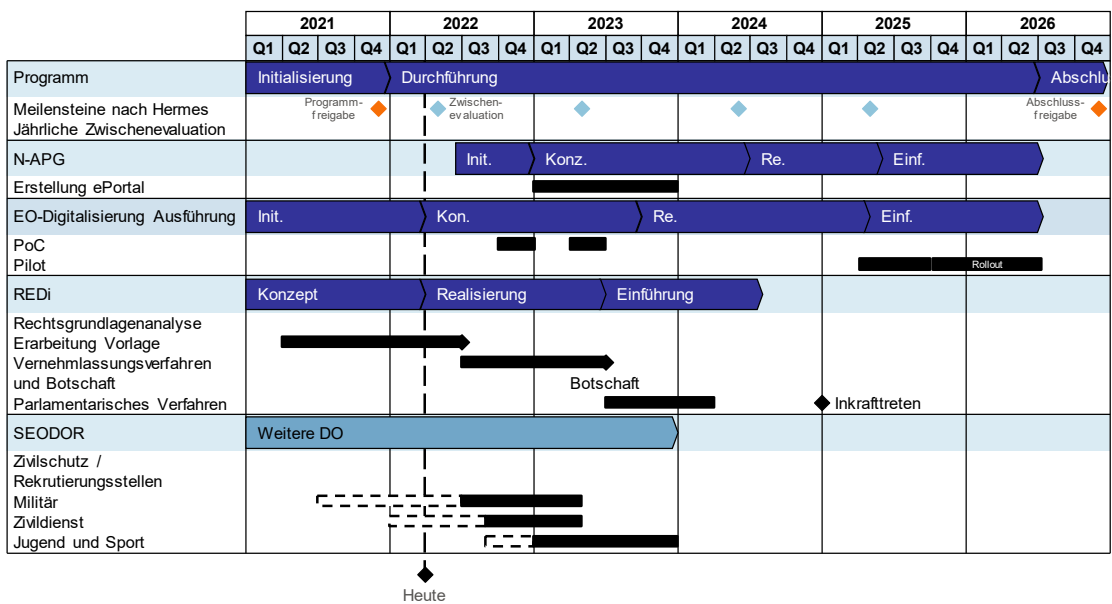 2021 2022 2023 2024 2025 2026
Q1 Q2 Q3 Q4 Q1 Q2 Q3 Q4 Q1 Q2 Q3 Q4 Q1 Q2 Q3 Q4 Q1 Q2 Q3 Q4 Q1 Q2 Q3 Q4
Programm Initialisierung Durchführung Abschlu
Meilensteine nach Hermes Programm- Zwischen- Abschluss-
freigabe evaluation freigabe
Jährliche Zwischenevaluation
N-APG Init. Konz. Re. Einf.
Erstellung ePortal
EO-Digitalisierung Ausführung Init. Kon. Re. Einf.
PoC
Pilot Rollout
REDi Konzept Realisierung Einführung
Rechtsgrundlagenanalyse
Erarbeitung Vorlage
Vernehmlassungsverfahren
und Botschaft Botschaft
Parlamentarisches Verfahren Inkrafttreten
SEODOR Weitere DO
Zivilschutz /
Rekrutierungsstellen
Militär
Zivildienst
Jugend und Sport
Heute